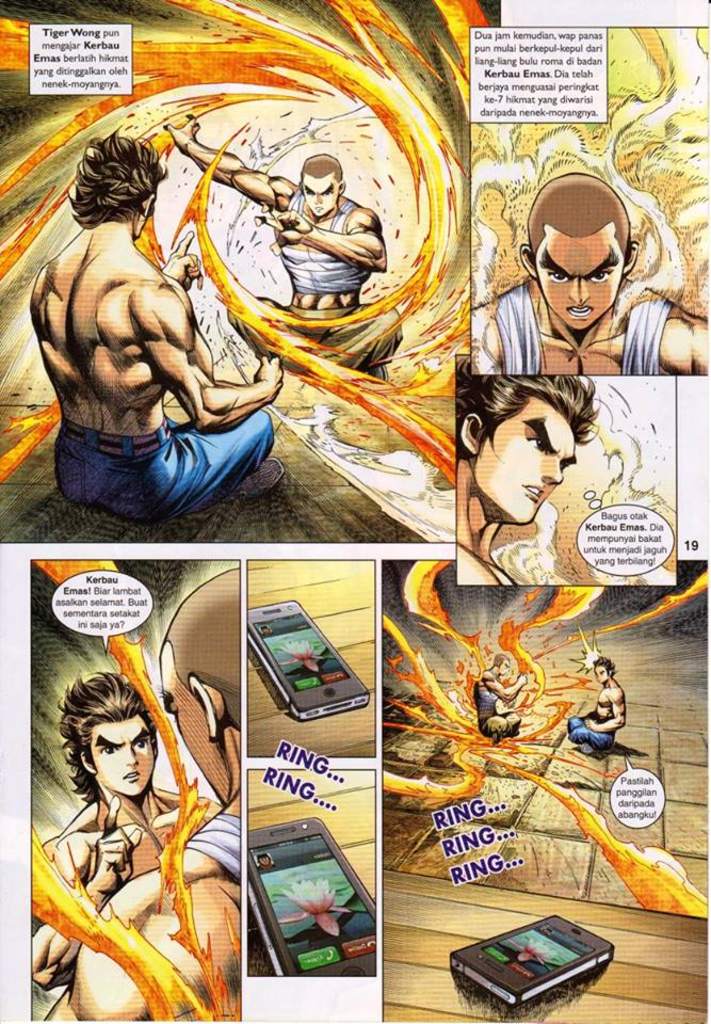 Tiger Wong pun
mengajar Kerbau
Emas berlatih hikmat
yang ditinggalkan oleh
nenek-moyangnya.
Dua jam kemudian, wap panas
pun mulai berkepul-kepul dari
liang-liang bulu roma di badan
Kerbau Emas. Dia telah
berjaya menguasai peringkat
ke-7 hikmat yang diwarisi
daripada nenek-moyangnya.
Bagus otak
Kerbau Emas. Dia
mempunyai bakat
untuk menjadi jaguh
yang terbilang!
19
Kerbau
Emas! Biar lambat
asalkan selamat. Buat
sementara setakat
ini saja ya?
RING...
RING....
RING...
RING...
RING...
Pastilah
panggilan
daripada
abangku!